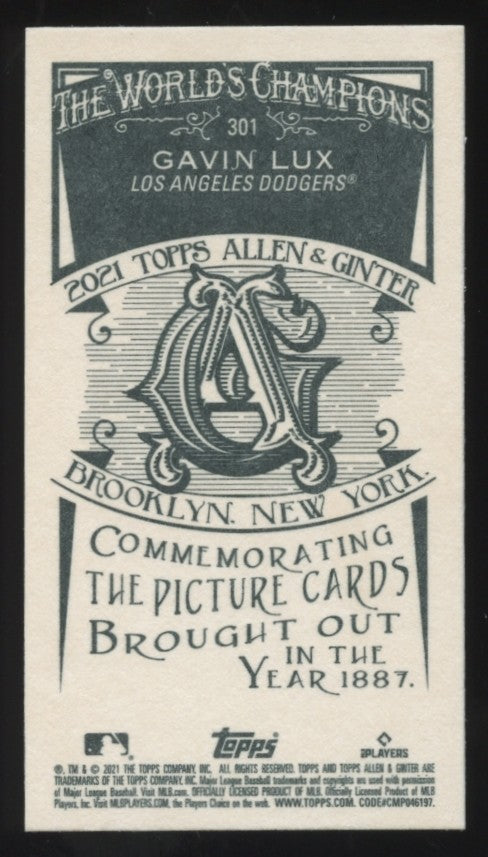 THE WORLD'S CHAMPIONS
301
GAVIN LUX
LOS ANGELES DODGERS®
2021 TOPPS ALLEN & GINTER
AG
BROOKLYN, NEW YORK.
COMMEMORATING
THE PICTURE CARDS
BROUGHT OUT
IN THE
YEAR 1887.
topps
PLAYERS
®, TM & © 2021 THE TOPPS COMPANY, INC. ALL RIGHTS RESERVED. TOPPS AND TOPPS ALLEN & GINTER ARE
TRADEMARKS OF THE TOPPS COMPANY, INC. Major League Baseball trademarks and copyrights are used with permission
of Major League Baseball. Visit MLB.com. OFFICIALLY LICENSED PRODUCT OF MLB. Officially Licensed Product of MLB
Players, Inc. Visit MLBPLAYERS.COM, the Players Choice on the web. WWW.TOPPS.COM. CODE#CMP046197.